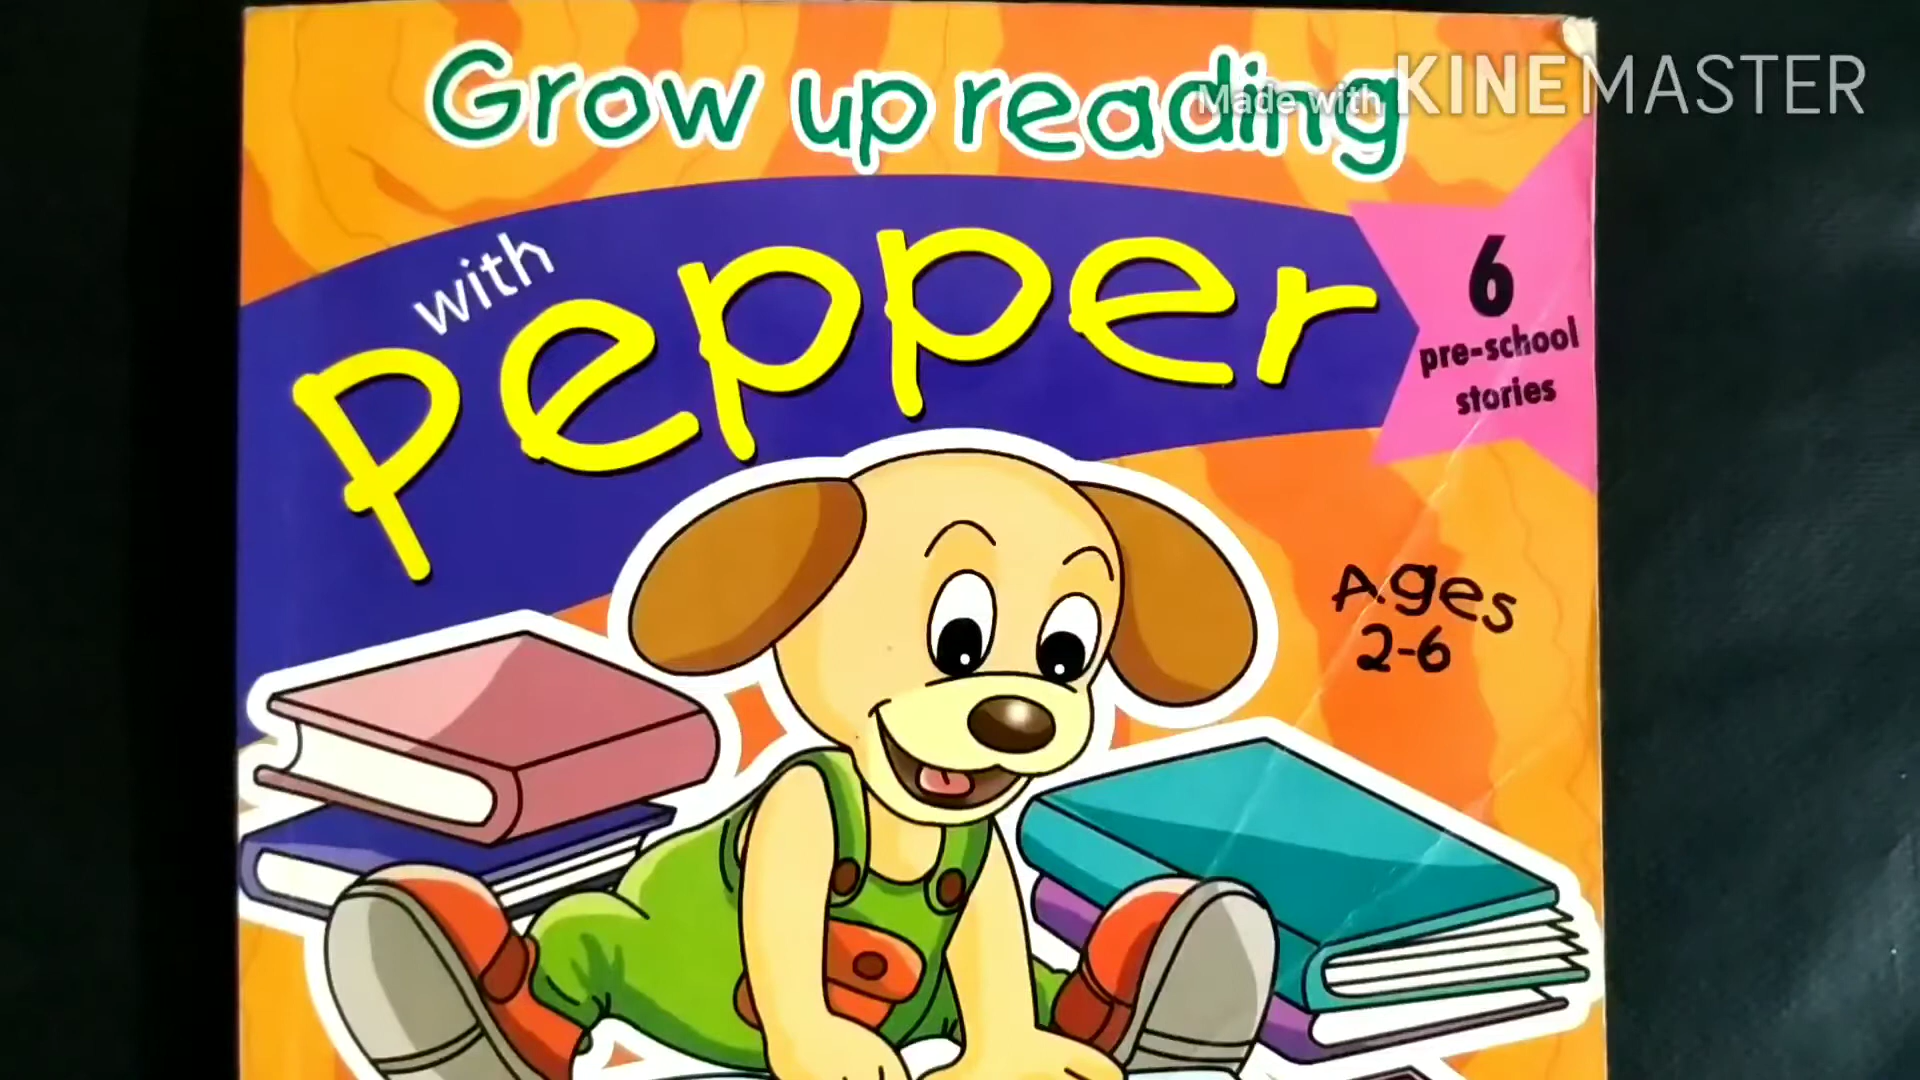 Grow up reading
Made with KINEMASTER
with
Pepper
6
pre-school
stories
Ages
2-6